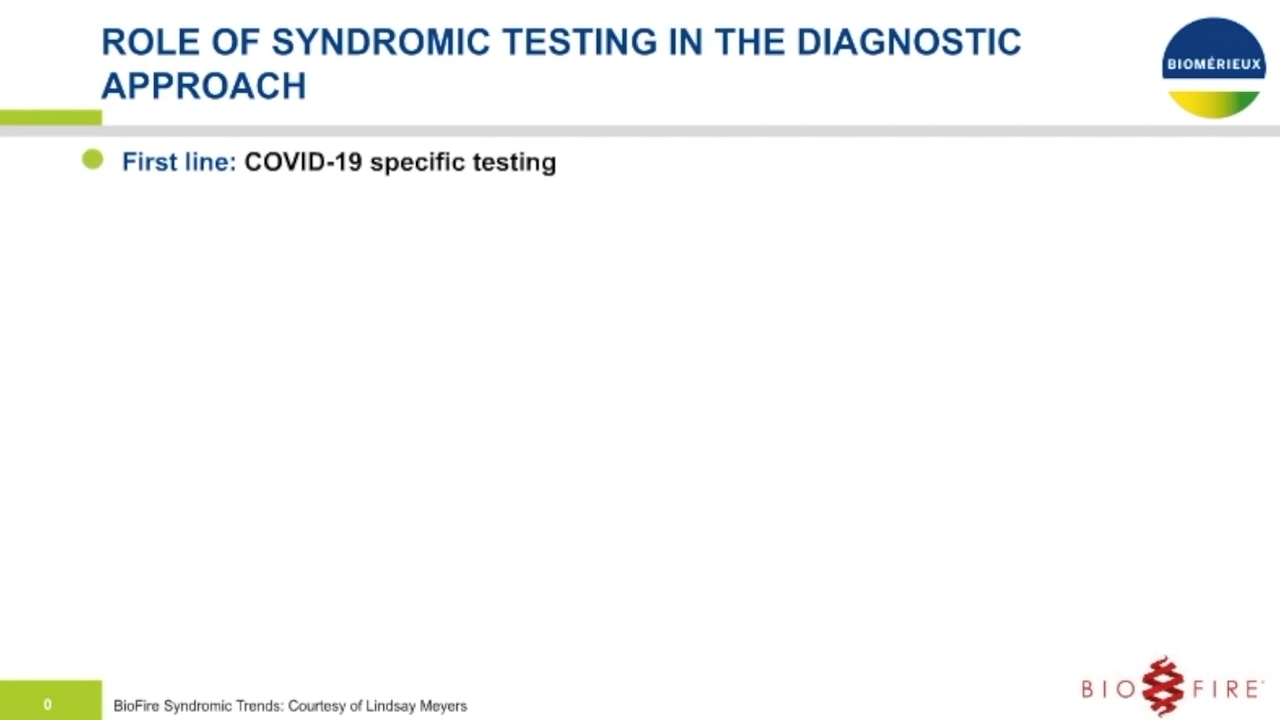 ROLE OF SYNDROMIC TESTING IN THE DIAGNOSTIC
APPROACH
BIOMÉRIEUX
First line: COVID-19 specific testing
0
BioFire Syndromic Trends: Courtesy of Lindsay Meyers
BIO FIRE